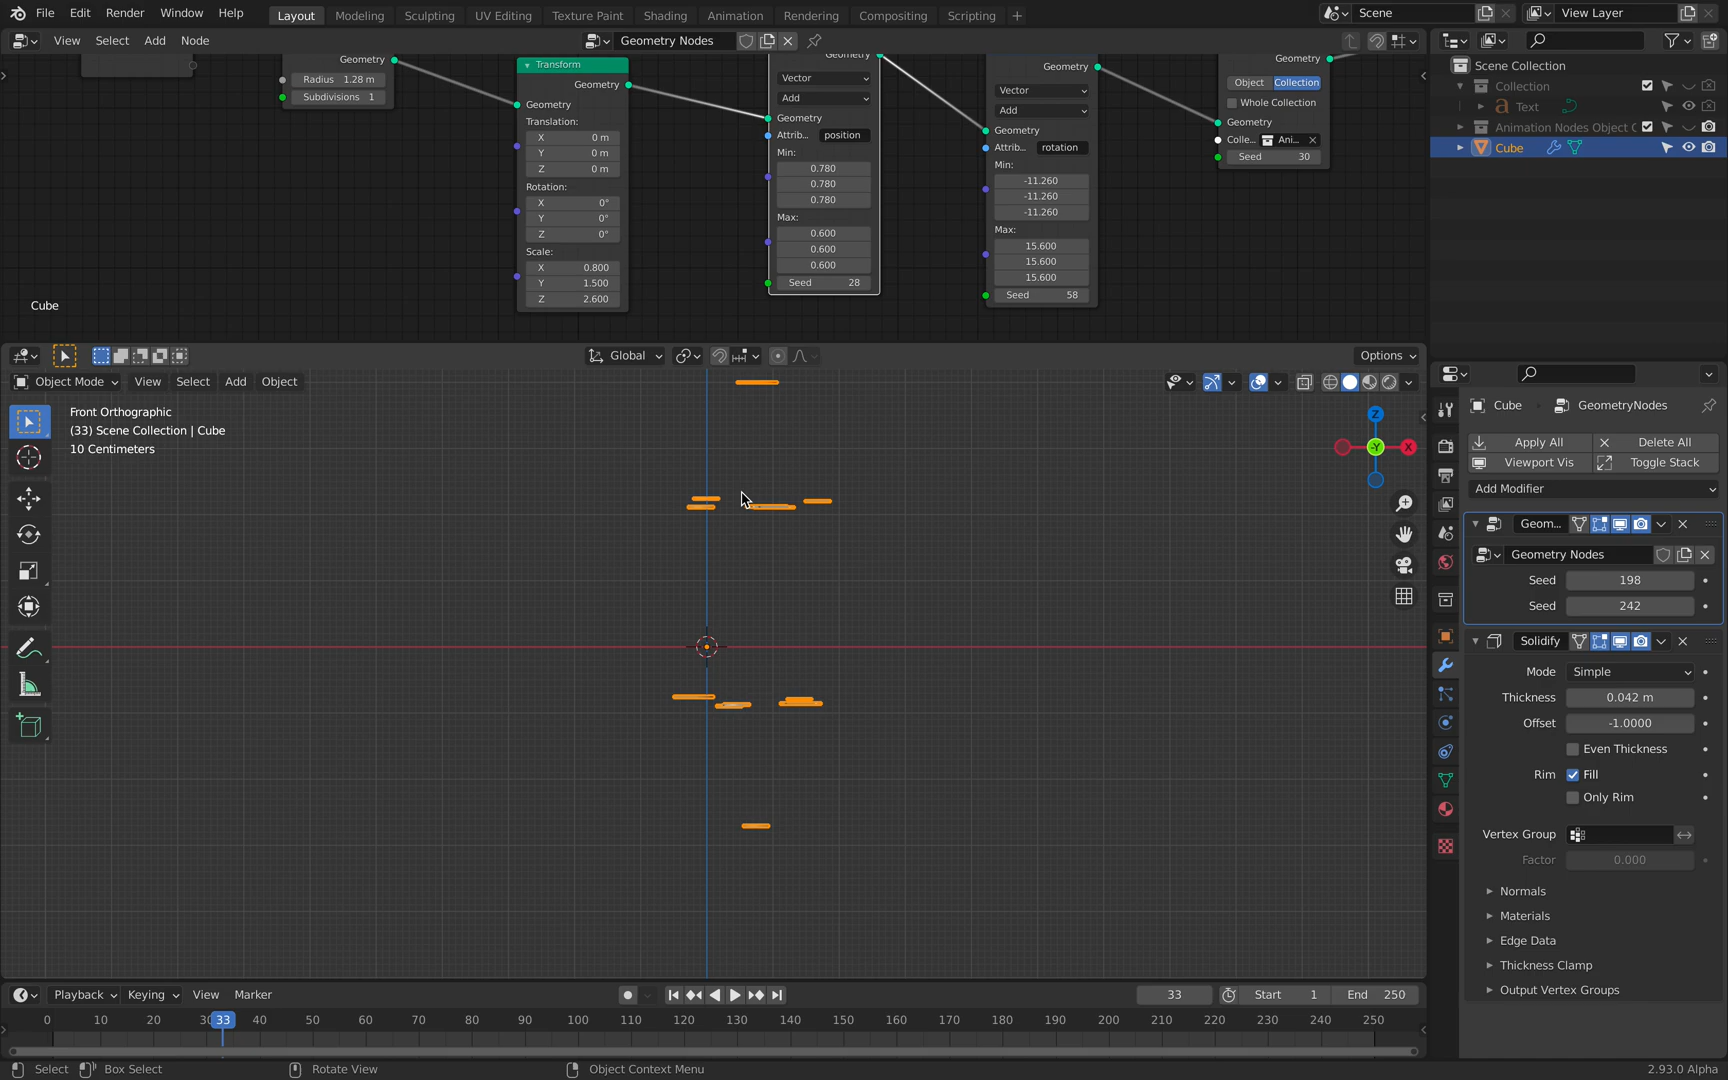 File Edit Render Window Help Layout Modeling Sculpting UV Editing Texture Paint Shading Animation Rendering Compositing Scripting + Scene View Layer
View Select Add Node Geometry Nodes
Scene Collection
Collection
Text
Animation Nodes Object C
Cube
Geometry
Radius 1.28 m
Subdivisions 1
Transform
Geometry
Geometry
Translation:
X 0 m
Y 0 m
Z 0 m
Rotation:
X 0°
Y 0°
Z 0°
Scale:
X 0.800
Y 1.500
Z 2.600
Geometry
Vector
Add
Geometry
Attrib... position
Min:
0.780
0.780
0.780
Max:
0.600
0.600
0.600
Seed 28
Geometry
Vector
Add
Geometry
Attrib... rotation
Min:
-11.260
-11.260
-11.260
Max:
15.600
15.600
15.600
Seed 58
Geometry
Object Collection
Whole Collection
Geometry
Colle... Ani...
Seed 30
Cube
Global Options
Object Mode View Select Add Object
Front Orthographic
(33) Scene Collection | Cube
10 Centimeters
Z
Y
X
Cube GeometryNodes
Apply All Delete All
Viewport Vis Toggle Stack
Add Modifier
Geom...
Geometry Nodes
Seed 198
Seed 242
Solidify
Mode Simple
Thickness 0.042 m
Offset -1.0000
Even Thickness
Rim Fill
Only Rim
Vertex Group
Factor 0.000
Normals
Materials
Edge Data
Thickness Clamp
Output Vertex Groups
Playback Keying View Marker 33 Start 1 End 250
0 10 20 30 33 40 50 60 70 80 90 100 110 120 130 140 150 160 170 180 190 200 210 220 230 240 250
Select Box Select Rotate View Object Context Menu 2.93.0 Alpha